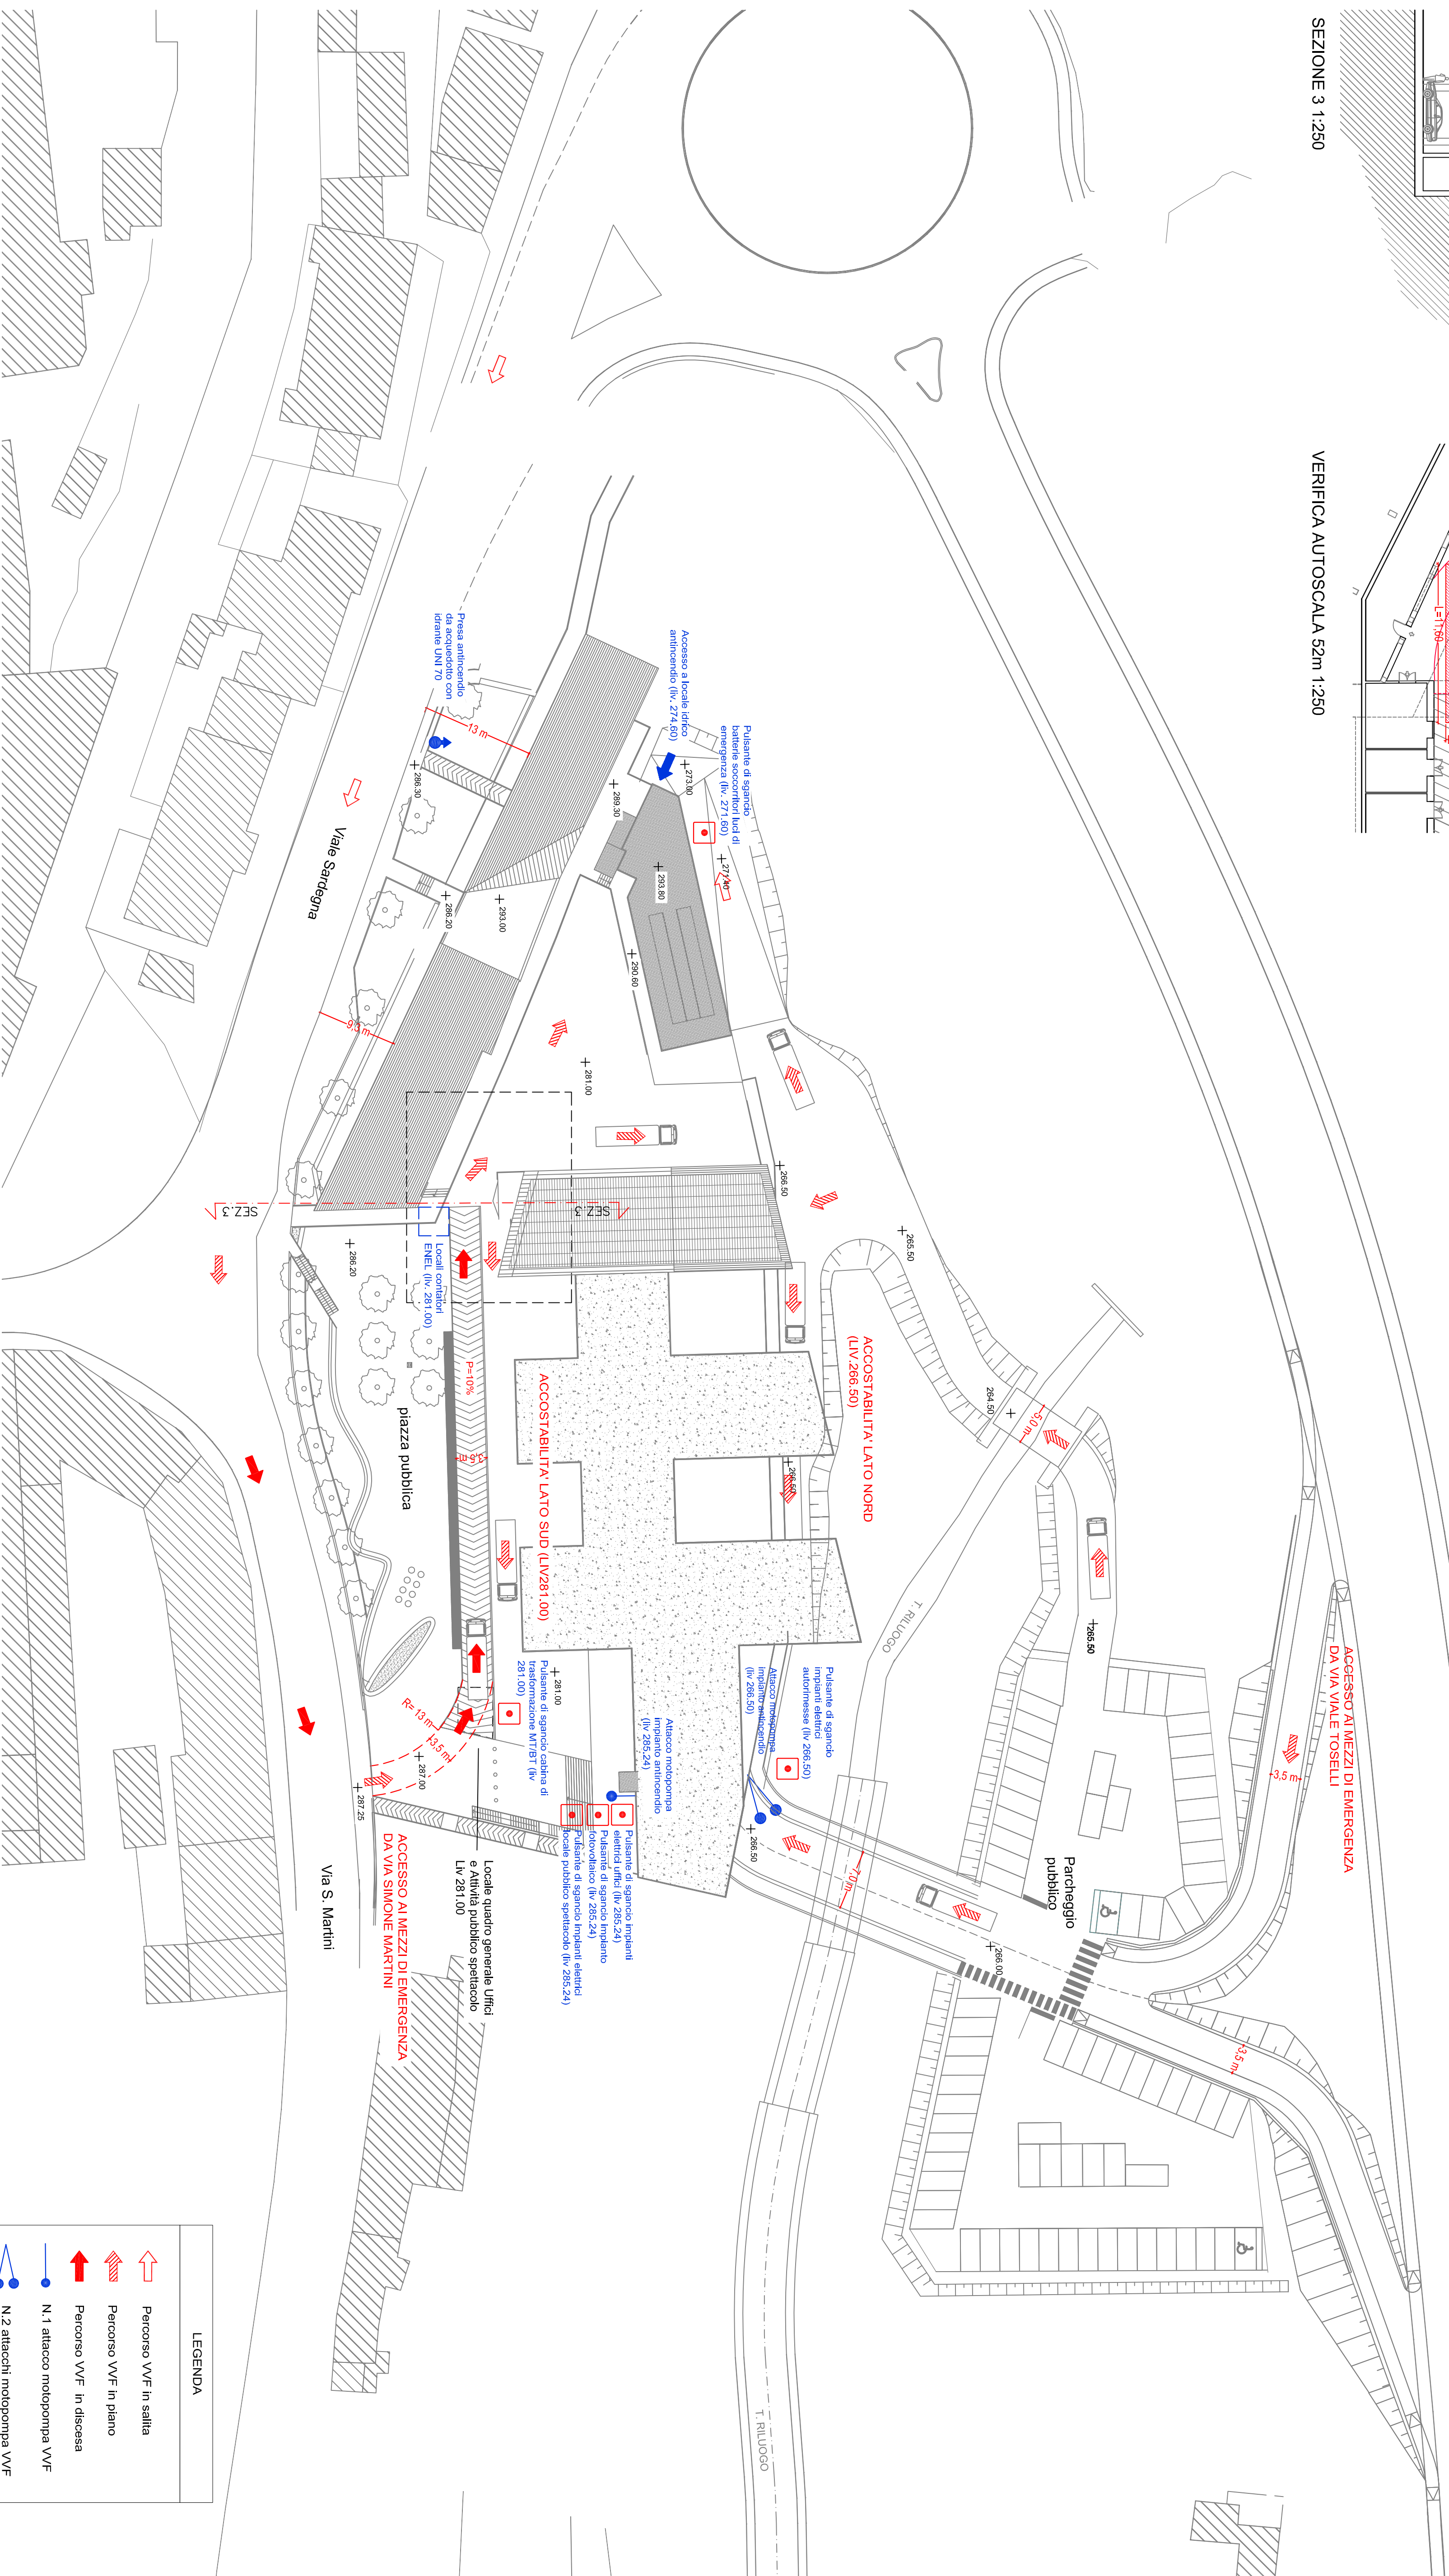 SEZIONE 3 1:250
VERIFICA AUTOSCALA 52m 1:250
L=11,60
ACCESSO AI MEZZI DI EMERGENZA
DA VIA VIALE TOSELLI
3,5 m
3,5 m
Parcheggio
pubblico
265.50
266.00
5,0 m
264.50
265.50
T. RILUOGO
7,0 m
T. RILUOGO
ACCOSTABILITA' LATO NORD
(LIV.266.50)
266.50
266.50
266.50
Pulsante di sgancio
impianti elettrici
autorimesse (liv 266.50)
Attacco motopompa
impianto antincendio
(liv 266.50)
Pulsante di sgancio
batterie soccorritori luci di
emergenza (liv. 271.60)
Accesso a locale idrico
antincendio (liv. 274.60)
273.00
271.40
293.80
289.30
290.60
Presa antincendio
da acquedotto con
idrante UNI 70
13 m
286.30
286.20
293.00
9,3 m
281.00
Viale Sardegna
SEZ.3
SEZ.3
Locali contatori
ENEL (liv. 281.00)
286.20
P=10%
3,5 m
piazza pubblica
ACCOSTABILITA' LATO SUD (LIV281.00)
281.00
Pulsante di sgancio cabina di
trasformazione MT/BT (liv
281.00)
Attacco motopompa
impianto antincendio
(liv 285.24)
R= 13 m
3.5 m
287.00
287.25
Pulsante di sgancio impianti
elettrici uffici (liv 285.24)
Pulsante di sgancio impianto
fotovoltaico (liv 285.24)
Pulsante di sgancio impianti elettrici
locale pubblico spettacolo (liv 285.24)
Locale quadro generale Uffici
e Attività pubblico spettacolo
Liv 281.00
ACCESSO AI MEZZI DI EMERGENZA
DA VIA SIMONE MARTINI
Via S. Martini
LEGENDA
Percorso VVF in salita
Percorso VVF in piano
Percorso VVF in discesa
N.1 attacco motopompa VVF
N.2 attacchi motopompa VVF